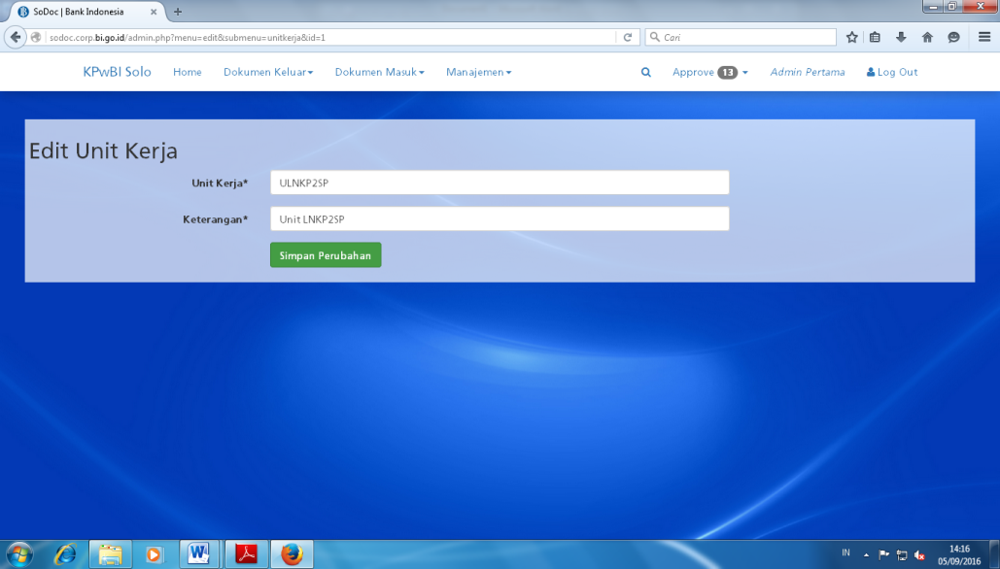 SoDoc | Bank Indonesia
sodoc.corp.bi.go.id/admin.php?menu=edit&submenu=unitkerja&id=1
Cari
KPwBI Solo Home Dokumen Keluar Dokumen Masuk Manajemen Approve 13 Admin Pertama Log Out
Edit Unit Kerja
Unit Kerja* ULNKP2SP
Keterangan* Unit LNKP2SP
Simpan Perubahan
IN 14:16
05/09/2016